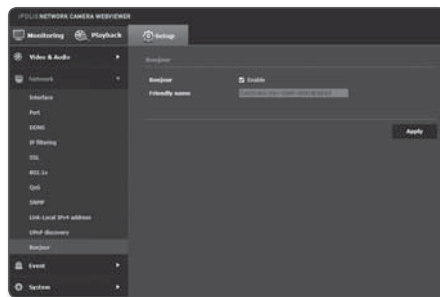 iPOLiS NETWORK CAMERA WEBVIEWER
Monitoring
Playback
Setup
Video & Audio
Network
Interface
Port
DDNS
IP filtering
SSL
802.1x
QoS
SNMP
Link-Local IPv4 address
UPnP discovery
Bonjour
Event
System
Bonjour
Bonjour
Enable
Friendly name
Apply